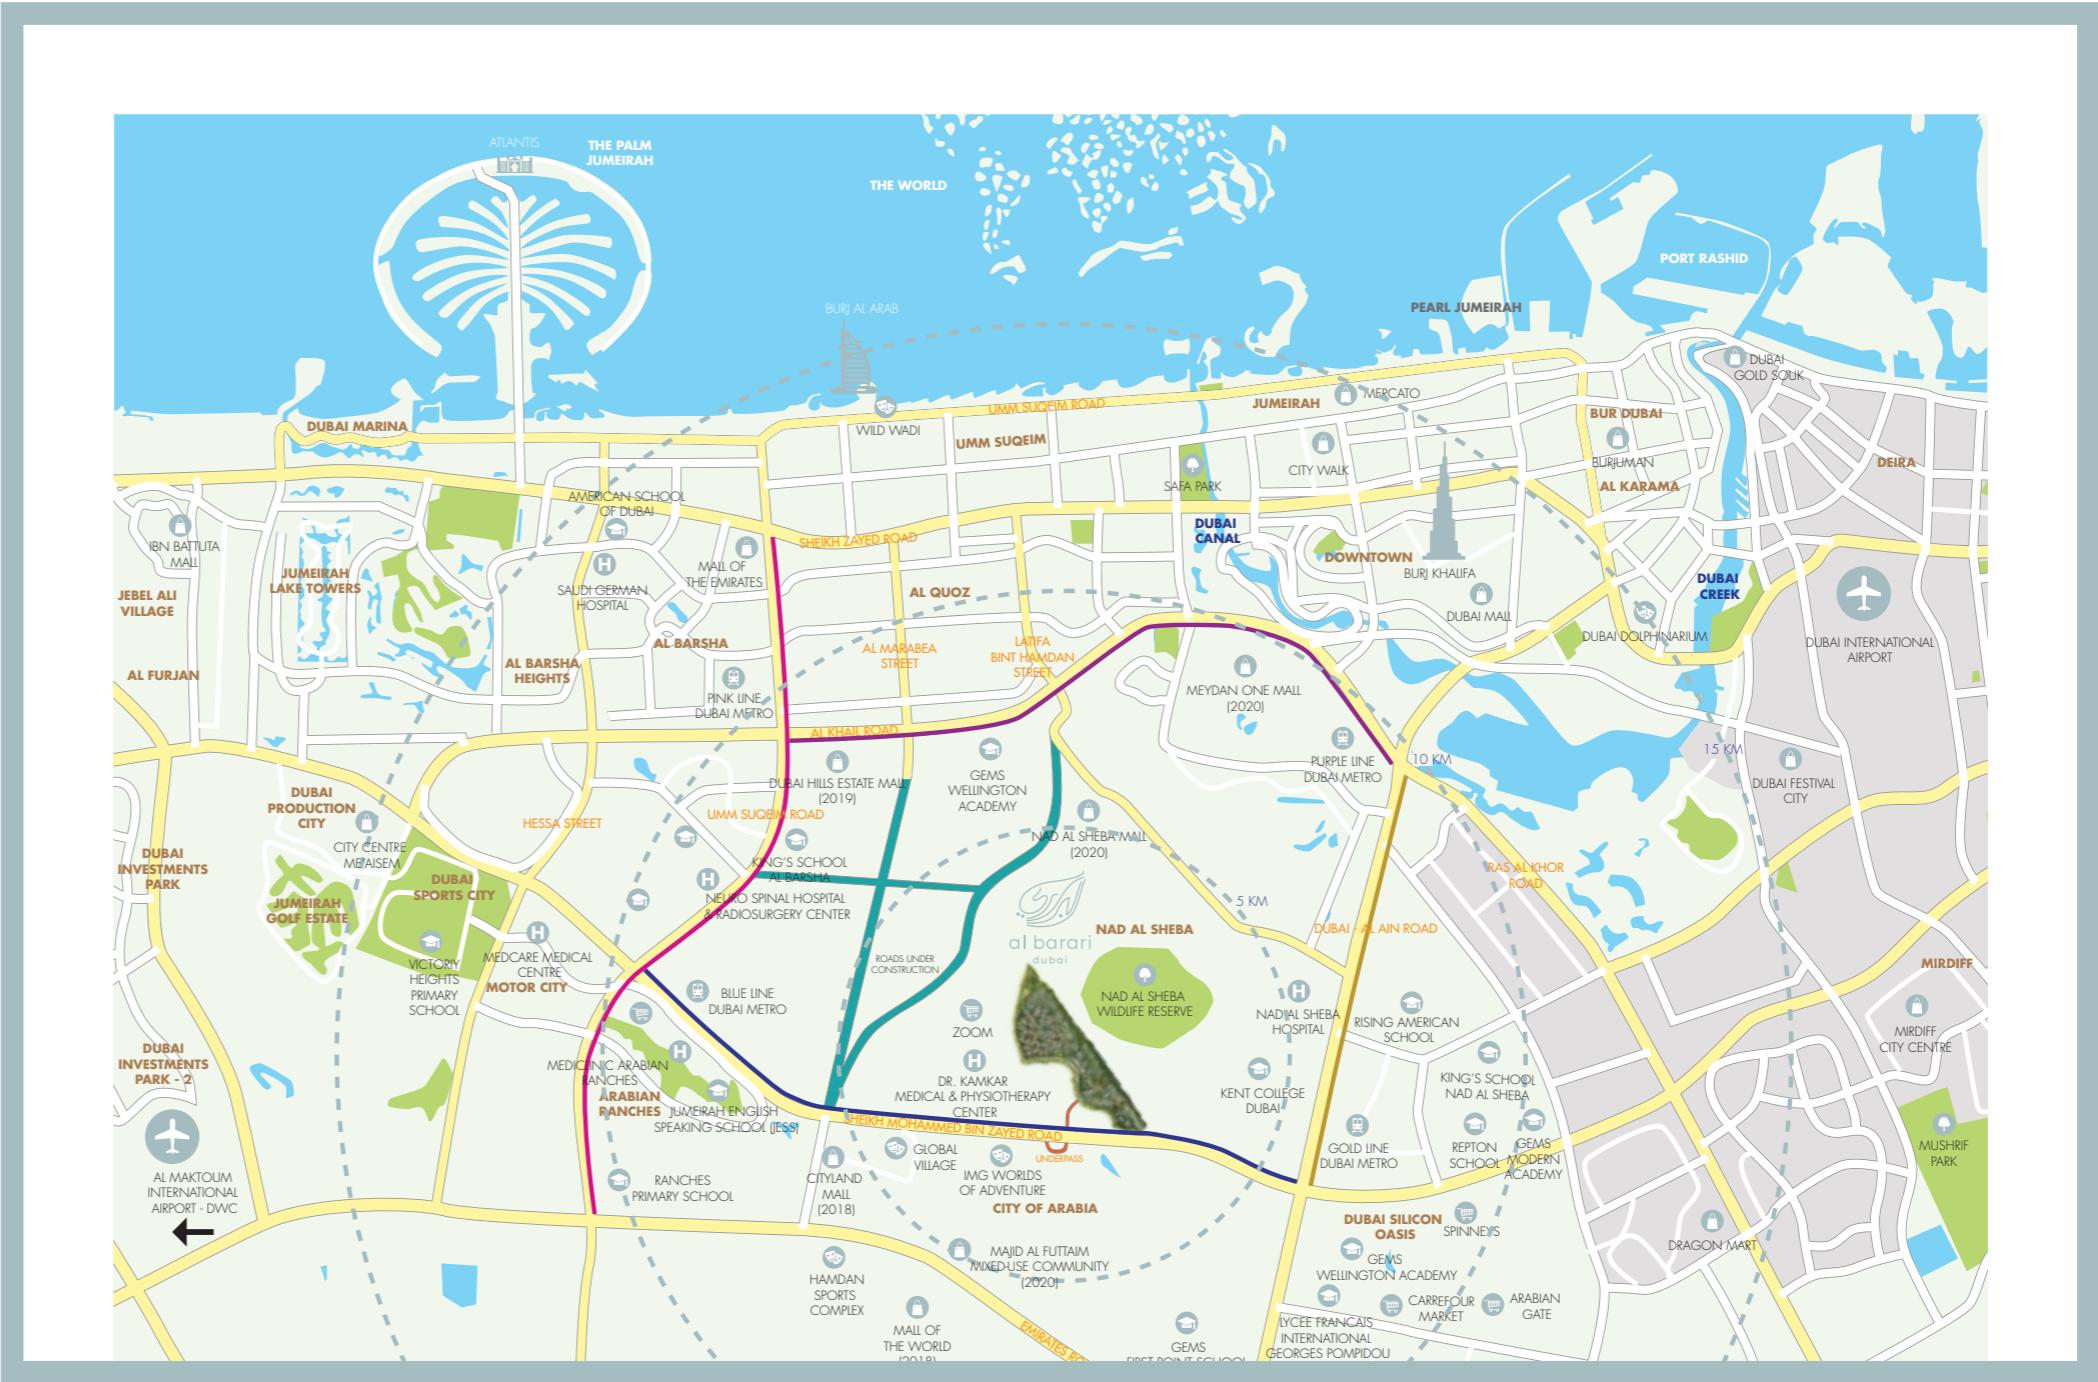 ATLANTIS
THE PALM
JUMEIRAH
THE WORLD
PORT RASHID
BURJ AL ARAB
PEARL JUMEIRAH
DUBAI
GOLD SOUK
MERCATO
UMM SUQEIM ROAD
JUMEIRAH
BUR DUBAI
DUBAI MARINA
WILD WADI
UMM SUQEIM
CITY WALK
BURJUMAN
DEIRA
SAFA PARK
AL KARAMA
AMERICAN SCHOOL
OF DUBAI
DUBAI
CANAL
SHEIKH ZAYED ROAD
IBN BATTUTA
MALL
MALL OF
THE EMIRATES
DOWNTOWN
BURJ KHALIFA
JUMEIRAH
LAKE TOWERS
SAUDI GERMAN
HOSPITAL
AL QUOZ
DUBAI
CREEK
JEBEL ALI
VILLAGE
DUBAI MALL
DUBAI DOLPHINARIUM
DUBAI INTERNATIONAL
AIRPORT
AL BARSHA
AL MARABEA
STREET
LATIFA
BINT HAMDAN
STREET
AL FURJAN
AL BARSHA
HEIGHTS
PINK LINE
DUBAI METRO
MEYDAN ONE MALL
(2020)
AL KHAIL ROAD
PURPLE LINE
DUBAI METRO
10 KM
15 KM
DUBAI HILLS ESTATE MALL
(2019)
GEMS
WELLINGTON
ACADEMY
DUBAI FESTIVAL
CITY
DUBAI
PRODUCTION
CITY
HESSA STREET
UMM SUQEIM ROAD
NAD AL SHEBA MALL
(2020)
CITY CENTRE
ME'AISEM
KING'S SCHOOL
AL BARSHA
DUBAI
INVESTMENTS
PARK
DUBAI
SPORTS CITY
RAS AL KHOR
ROAD
JUMEIRAH
GOLF ESTATE
NEURO SPINAL HOSPITAL
& RADIOSURGERY CENTER
5 KM
al barari
dubai
NAD AL SHEBA
DUBAI - AL AIN ROAD
VICTORIY
HEIGHTS
PRIMARY
SCHOOL
MEDCARE MEDICAL
CENTRE
MOTOR CITY
ROADS UNDER
CONSTRUCTION
MIRDIFF
BLUE LINE
DUBAI METRO
NAD AL SHEBA
WILDLIFE RESERVE
ZOOM
NAD AL SHEBA
HOSPITAL
RISING AMERICAN
SCHOOL
MIRDIFF
CITY CENTRE
DUBAI
INVESTMENTS
PARK - 2
MEDICLINIC ARABIAN
RANCHES
DR. KAMKAR
MEDICAL & PHYSIOTHERAPY
CENTER
KENT COLLEGE
DUBAI
KING'S SCHOOL
NAD AL SHEBA
ARABIAN
RANCHES
JUMEIRAH ENGLISH
SPEAKING SCHOOL (JESS)
SHEIKH MOHAMMED BIN ZAYED ROAD
UNDERPASS
GLOBAL
VILLAGE
IMG WORLDS
OF ADVENTURE
GOLD LINE
DUBAI METRO
REPTON
SCHOOL
GEMS
MODERN
ACADEMY
MUSHRIF
PARK
AL MAKTOUM
INTERNATIONAL
AIRPORT - DWC
RANCHES
PRIMARY SCHOOL
CITYLAND
MALL
(2018)
CITY OF ARABIA
DUBAI SILICON
OASIS
SPINNEYS
DRAGON MART
MAJID AL FUTTAIM
MIXED-USE COMMUNITY
(2020)
GEMS
WELLINGTON ACADEMY
HAMDAN
SPORTS
COMPLEX
CARREFOUR
MARKET
ARABIAN
GATE
MALL OF
THE WORLD
(2018)
EMIRATES RO
GEMS
FIRST POINT SCHOOL
LYCEE FRANCAIS
INTERNATIONAL
GEORGES POMPIDOU